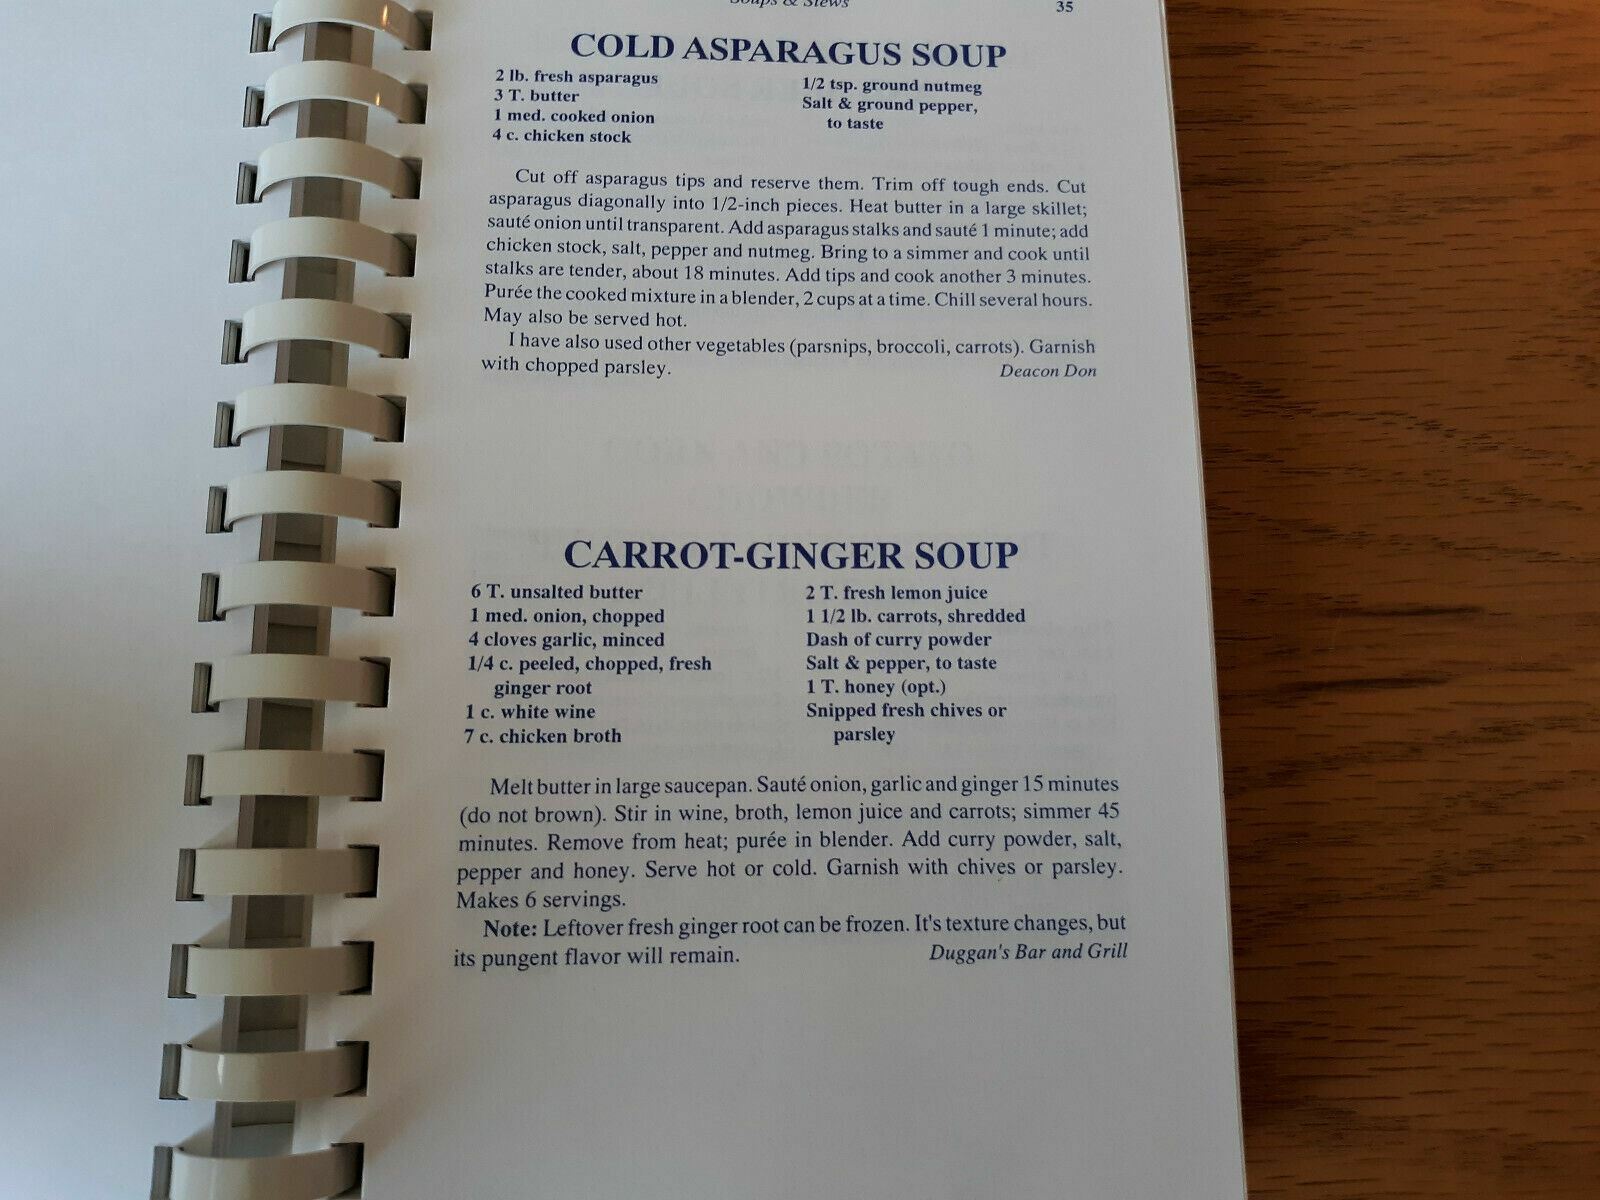 Soups & Stews 35
COLD ASPARAGUS SOUP
2 lb. fresh asparagus
3 T. butter
1 med. cooked onion
4 c. chicken stock
1/2 tsp. ground nutmeg
Salt & ground pepper,
to taste
Cut off asparagus tips and reserve them. Trim off tough ends. Cut
asparagus diagonally into 1/2-inch pieces. Heat butter in a large skillet;
sauté onion until transparent. Add asparagus stalks and sauté 1 minute; add
chicken stock, salt, pepper and nutmeg. Bring to a simmer and cook until
stalks are tender, about 18 minutes. Add tips and cook another 3 minutes.
Purée the cooked mixture in a blender, 2 cups at a time. Chill several hours.
May also be served hot.
I have also used other vegetables (parsnips, broccoli, carrots). Garnish
with chopped parsley. Deacon Don
CARROT-GINGER SOUP
6 T. unsalted butter
1 med. onion, chopped
4 cloves garlic, minced
1/4 c. peeled, chopped, fresh
ginger root
1 c. white wine
7 c. chicken broth
2 T. fresh lemon juice
1 1/2 lb. carrots, shredded
Dash of curry powder
Salt & pepper, to taste
1 T. honey (opt.)
Snipped fresh chives or
parsley
Melt butter in large saucepan. Sauté onion, garlic and ginger 15 minutes
(do not brown). Stir in wine, broth, lemon juice and carrots; simmer 45
minutes. Remove from heat; purée in blender. Add curry powder, salt,
pepper and honey. Serve hot or cold. Garnish with chives or parsley.
Makes 6 servings.
Note: Leftover fresh ginger root can be frozen. It's texture changes, but
its pungent flavor will remain. Duggan's Bar and Grill